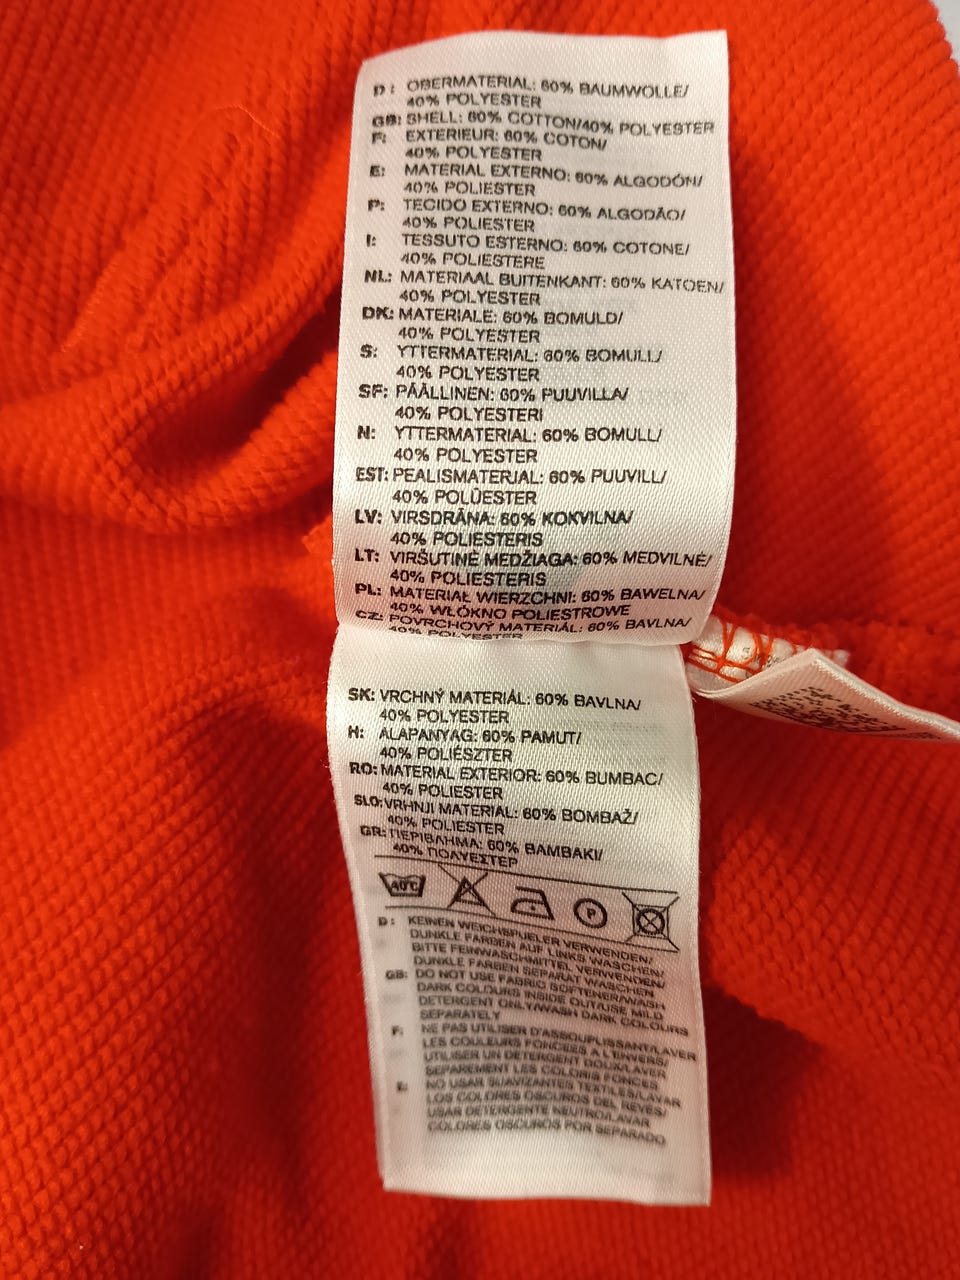 D: OBERMATERIAL: 60% BAUMWOLLE/
40% POLYESTER
GB: SHELL: 60% COTTON/40% POLYESTER
F: EXTERIEUR: 60% COTON/
40% POLYESTER
E: MATERIAL EXTERNO: 60% ALGODÓN/
40% POLIESTER
P: TECIDO EXTERNO: 60% ALGODÃO/
40% POLIESTER
I: TESSUTO ESTERNO: 60% COTONE/
40% POLIESTERE
NL: MATERIAAL BUITENKANT: 60% KATOEN/
40% POLYESTER
DK: MATERIALE: 60% BOMULD/
40% POLYESTER
S: YTTERMATERIAL: 60% BOMULL/
40% POLYESTER
SF: PÄÄLLINEN: 60% PUUVILLA/
40% POLYESTERI
N: YTTERMATERIAL: 60% BOMULL/
40% POLYESTER
EST: PEALISMATERJAL: 60% PUUVILL/
40% POLÜESTER
LV: VIRSDRĀNA: 60% KOKVILNA/
40% POLIESTERIS
LT: VIRŠUTINĖ MEDŽIAGA: 60% MEDVILNĖ/
40% POLIESTERIS
PL: MATERIAŁ WIERZCHNI: 60% BAWEŁNA/
40% WŁÓKNO POLIESTROWE
CZ: POVRCHOVÝ MATERIÁL: 60% BAVLNA/
40% POLYESTER
SK: VRCHNÝ MATERIÁL: 60% BAVLNA/
40% POLYESTER
H: ALAPANYAG: 60% PAMUT/
40% POLIÉSZTER
RO: MATERIAL EXTERIOR: 60% BUMBAC/
40% POLIESTER
SLO: VRHNJI MATERIAL: 60% BOMBAŽ/
40% POLIESTER
GR: ΠΕΡΙΒΛΗΜΑ: 60% ΒΑΜΒΑΚΙ/
40% ΠΟΛΥΕΣΤΕΡ
40°C P
D: KEINEN WEICHSPUELER VERWENDEN/
DUNKLE FARBEN AUF LINKS WASCHEN/
BITTE FEINWASCHMITTEL VERWENDEN/
DUNKLE FARBEN SEPARAT WASCHEN
GB: DO NOT USE FABRIC SOFTENER/WASH
DARK COLOURS INSIDE OUT/USE MILD
DETERGENT ONLY/WASH DARK COLOURS
SEPARATELY
F: NE PAS UTILISER D'ASSOUPLISSANT/LAVER
LES COULEURS FONCEES A L'ENVERS/
UTILISER UN DETERGENT DOUX/LAVER
SEPAREMENT LES COLORIS FONCES
E: NO USAR SUAVIZANTES TEXTILES/LAVAR
LOS COLORES OSCUROS DEL REVES/
USAR DETERGENTE NEUTRO/LAVAR
COLORES OSCUROS POR SEPARADO